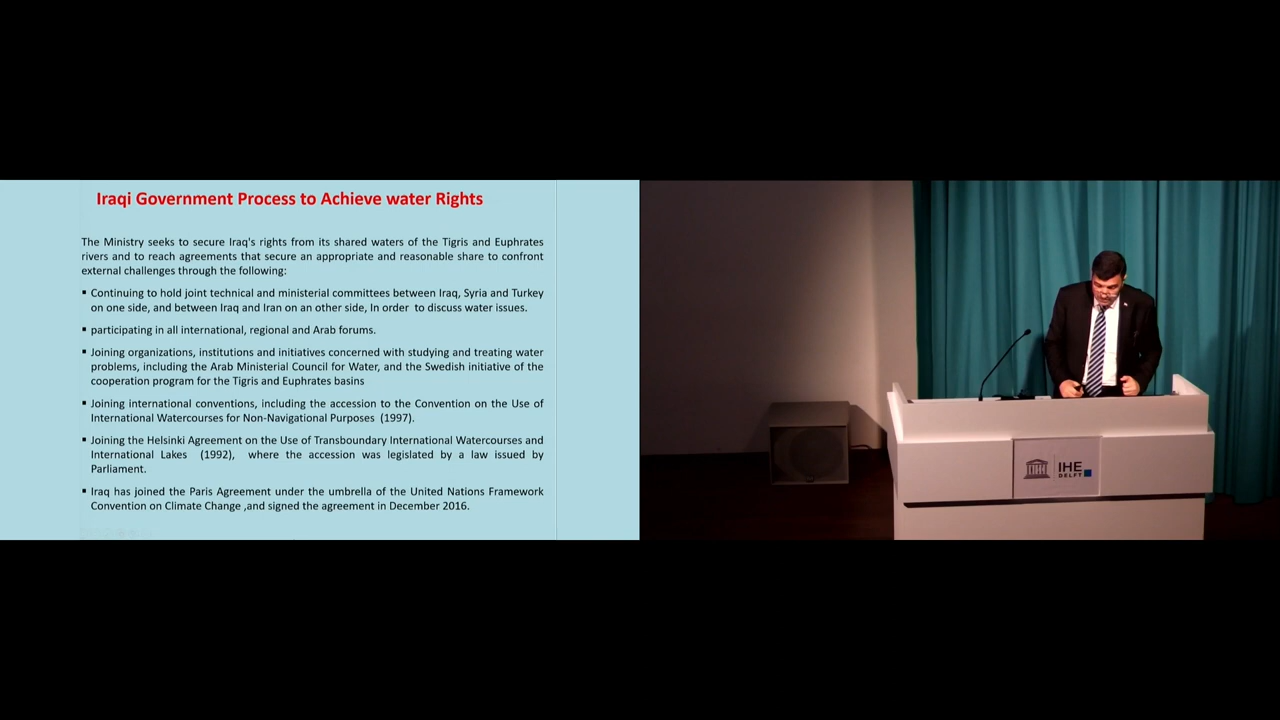 Iraqi Government Process to Achieve water Rights
The Ministry seeks to secure Iraq's rights from its shared waters of the Tigris and Euphrates
rivers and to reach agreements that secure an appropriate and reasonable share to confront
external challenges through the following:
▪ Continuing to hold joint technical and ministerial committees between Iraq, Syria and Turkey
on one side, and between Iraq and Iran on an other side, In order to discuss water issues.
▪ participating in all international, regional and Arab forums.
▪ Joining organizations, institutions and initiatives concerned with studying and treating water
problems, including the Arab Ministerial Council for Water, and the Swedish initiative of the
cooperation program for the Tigris and Euphrates basins
▪ Joining international conventions, including the accession to the Convention on the Use of
International Watercourses for Non-Navigational Purposes (1997).
▪ Joining the Helsinki Agreement on the Use of Transboundary International Watercourses and
International Lakes (1992), where the accession was legislated by a law issued by
Parliament.
▪ Iraq has joined the Paris Agreement under the umbrella of the United Nations Framework
Convention on Climate Change ,and signed the agreement in December 2016.
IHE
DELFT